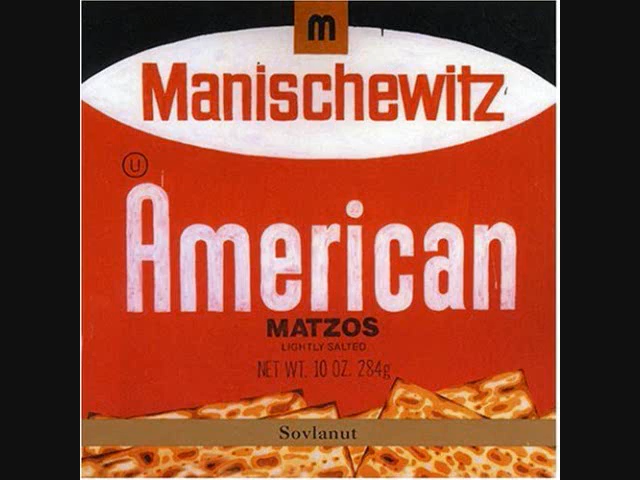 m
Manischewitz
U
American
MATZOS
LIGHTLY SALTED
NET WT. 10 OZ. 284g
Sovlanut